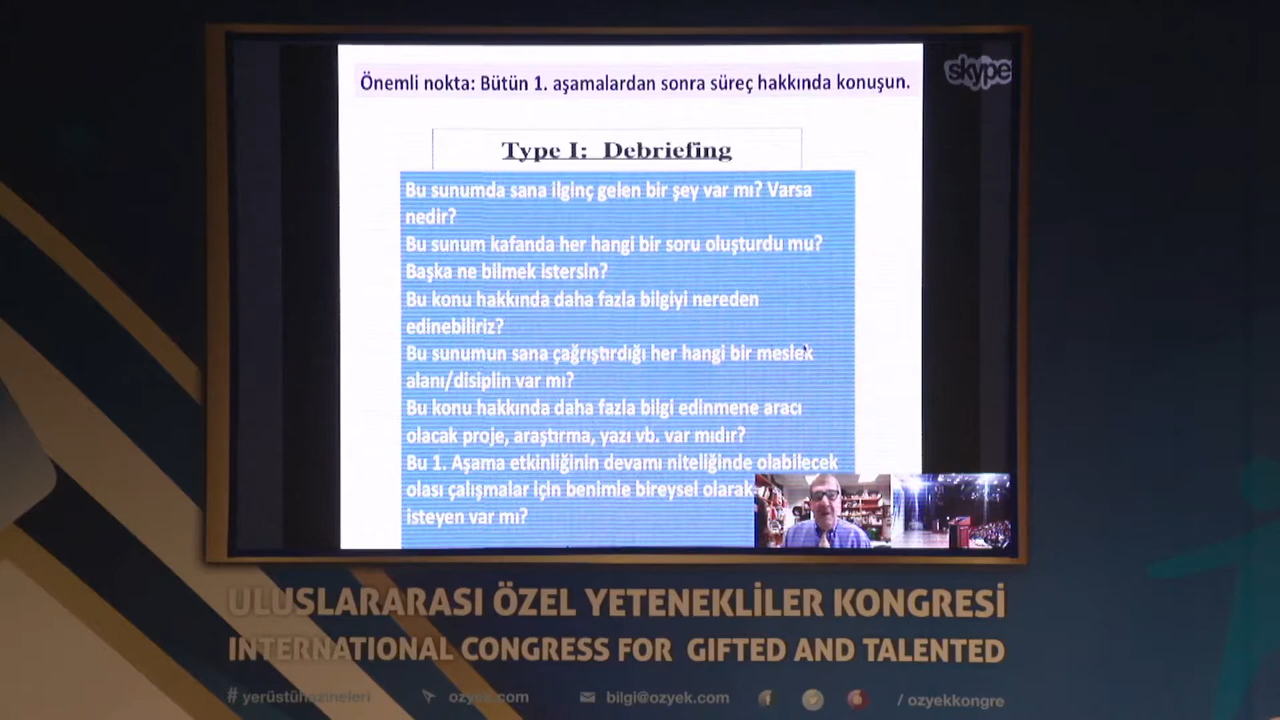 Önemli nokta: Bütün 1. aşamalardan sonra süreç hakkında konuşun.
skype
Type I: Debriefing
Bu sunumda sana ilginç gelen bir şey var mı? Varsa
nedir?
Bu sunum kafanda her hangi bir soru oluşturdu mu?
Başka ne bilmek istersin?
Bu konu hakkında daha fazla bilgiyi nereden
edinebiliriz?
Bu sunumun sana çağrıştırdığı her hangi bir meslek
alanı/disiplin var mı?
Bu konu hakkında daha fazla bilgi edinmene aracı
olacak proje, araştırma, yazı vb. var mıdır?
Bu 1. Aşama etkinliğinin devamı niteliğinde olabilecek
olası çalışmalar için benimle bireysel olarak
isteyen var mı?
ULUSLARARASI ÖZEL YETENEKLİLER KONGRESİ
INTERNATIONAL CONGRESS FOR GIFTED AND TALENTED
# yerüstühazineleri ozyek.com bilgi@ozyek.com / ozyekkongre